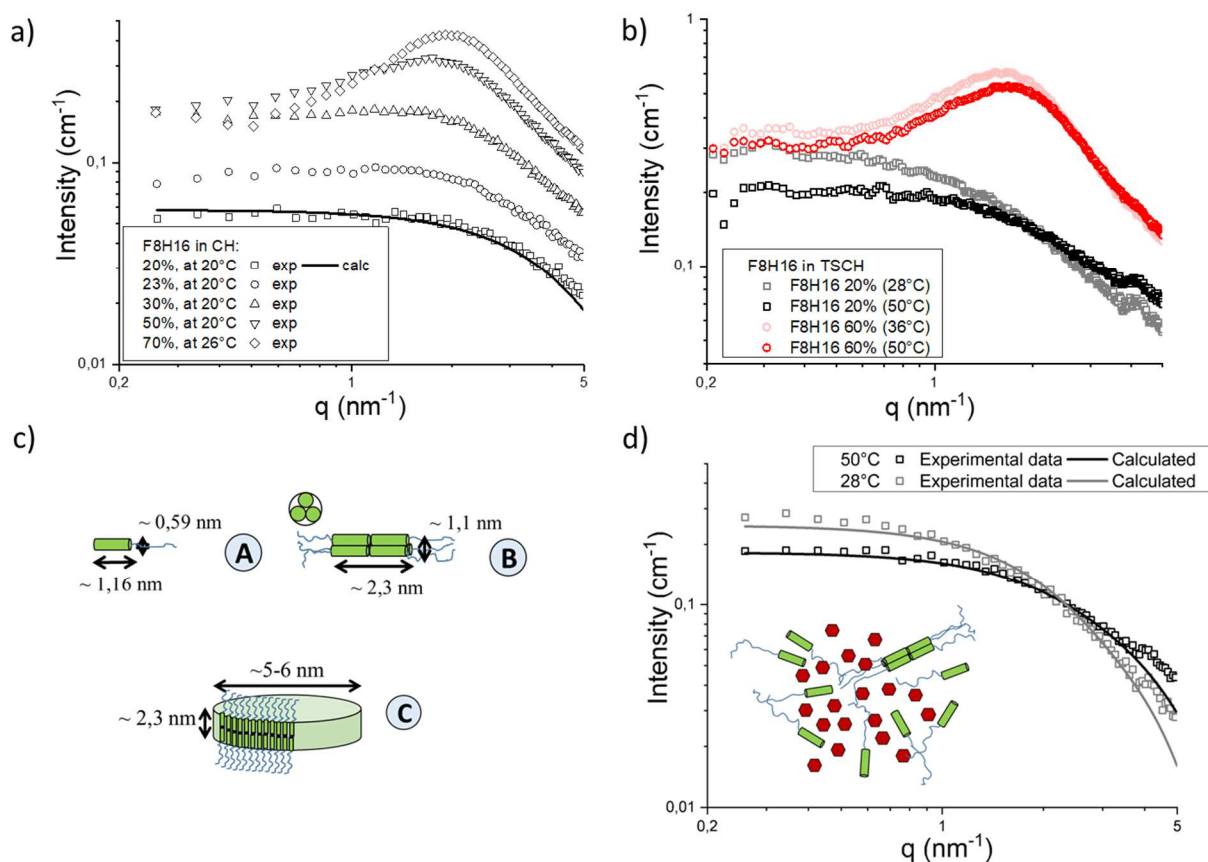 a)
Intensity (cm⁻¹)
0,1
0,01
0,2
1
5
q (nm⁻¹)
F8H16 in CH:
20%, at 20°C exp calc
23%, at 20°C exp
30%, at 20°C exp
50%, at 20°C exp
70%, at 26°C exp
b)
Intensity (cm⁻¹)
1
0,1
0,2
1
q (nm⁻¹)
F8H16 in TSCH
F8H16 20% (28°C)
F8H16 20% (50°C)
F8H16 60% (36°C)
F8H16 60% (50°C)
c)
~ 0,59 nm
~ 1,16 nm
A
~ 1,1 nm
~ 2,3 nm
B
~5-6 nm
~ 2,3 nm
C
d)
50°C Experimental data Calculated
28°C Experimental data Calculated
Intensity (cm⁻¹)
0,1
0,01
0,2
1
5
q (nm⁻¹)